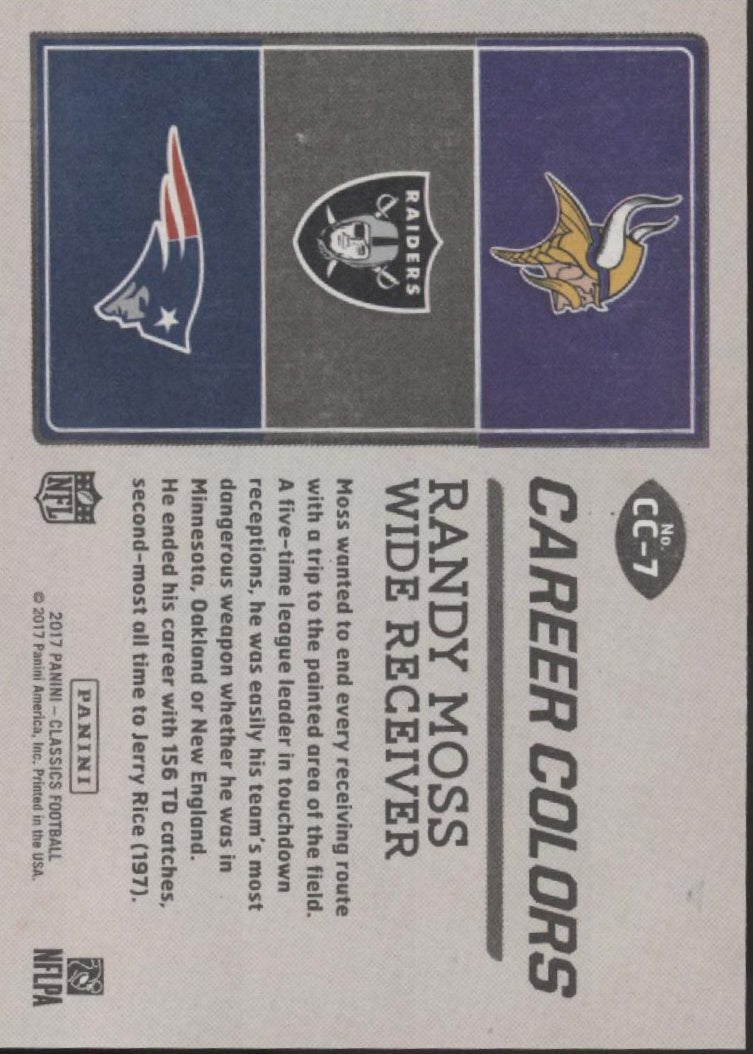 RAIDERS
No.
CC-7
CAREER COLORS
RANDY MOSS
WIDE RECEIVER
Moss wanted to end every receiving route
with a trip to the painted area of the field.
A five-time league leader in touchdown
receptions, he was easily his team's most
dangerous weapon whether he was in
Minnesota, Oakland or New England.
He ended his career with 156 TD catches,
second-most all time to Jerry Rice (197).
NFL
PANINI
2017 PANINI – CLASSICS FOOTBALL
© 2017 Panini America, Inc. Printed in the USA.
NFLPA